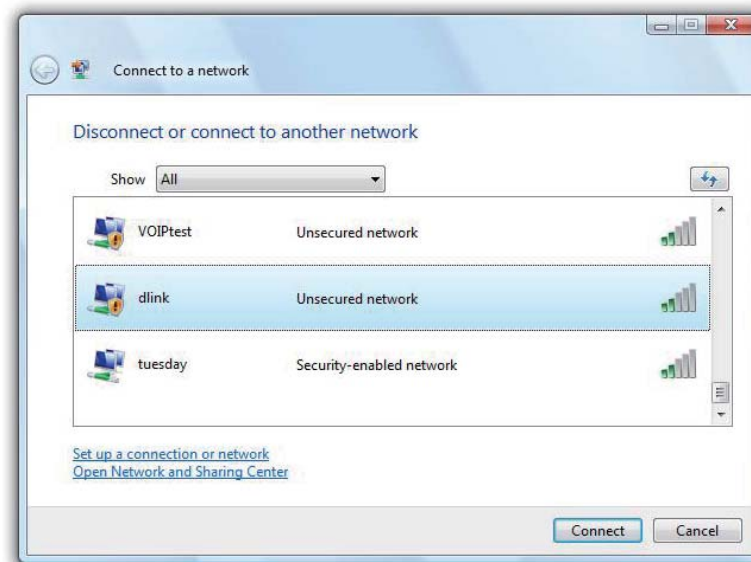 Connect to a network
Disconnect or connect to another network
Show All
VOIPtest Unsecured network
dlink Unsecured network
tuesday Security-enabled network
Set up a connection or network
Open Network and Sharing Center
Connect Cancel